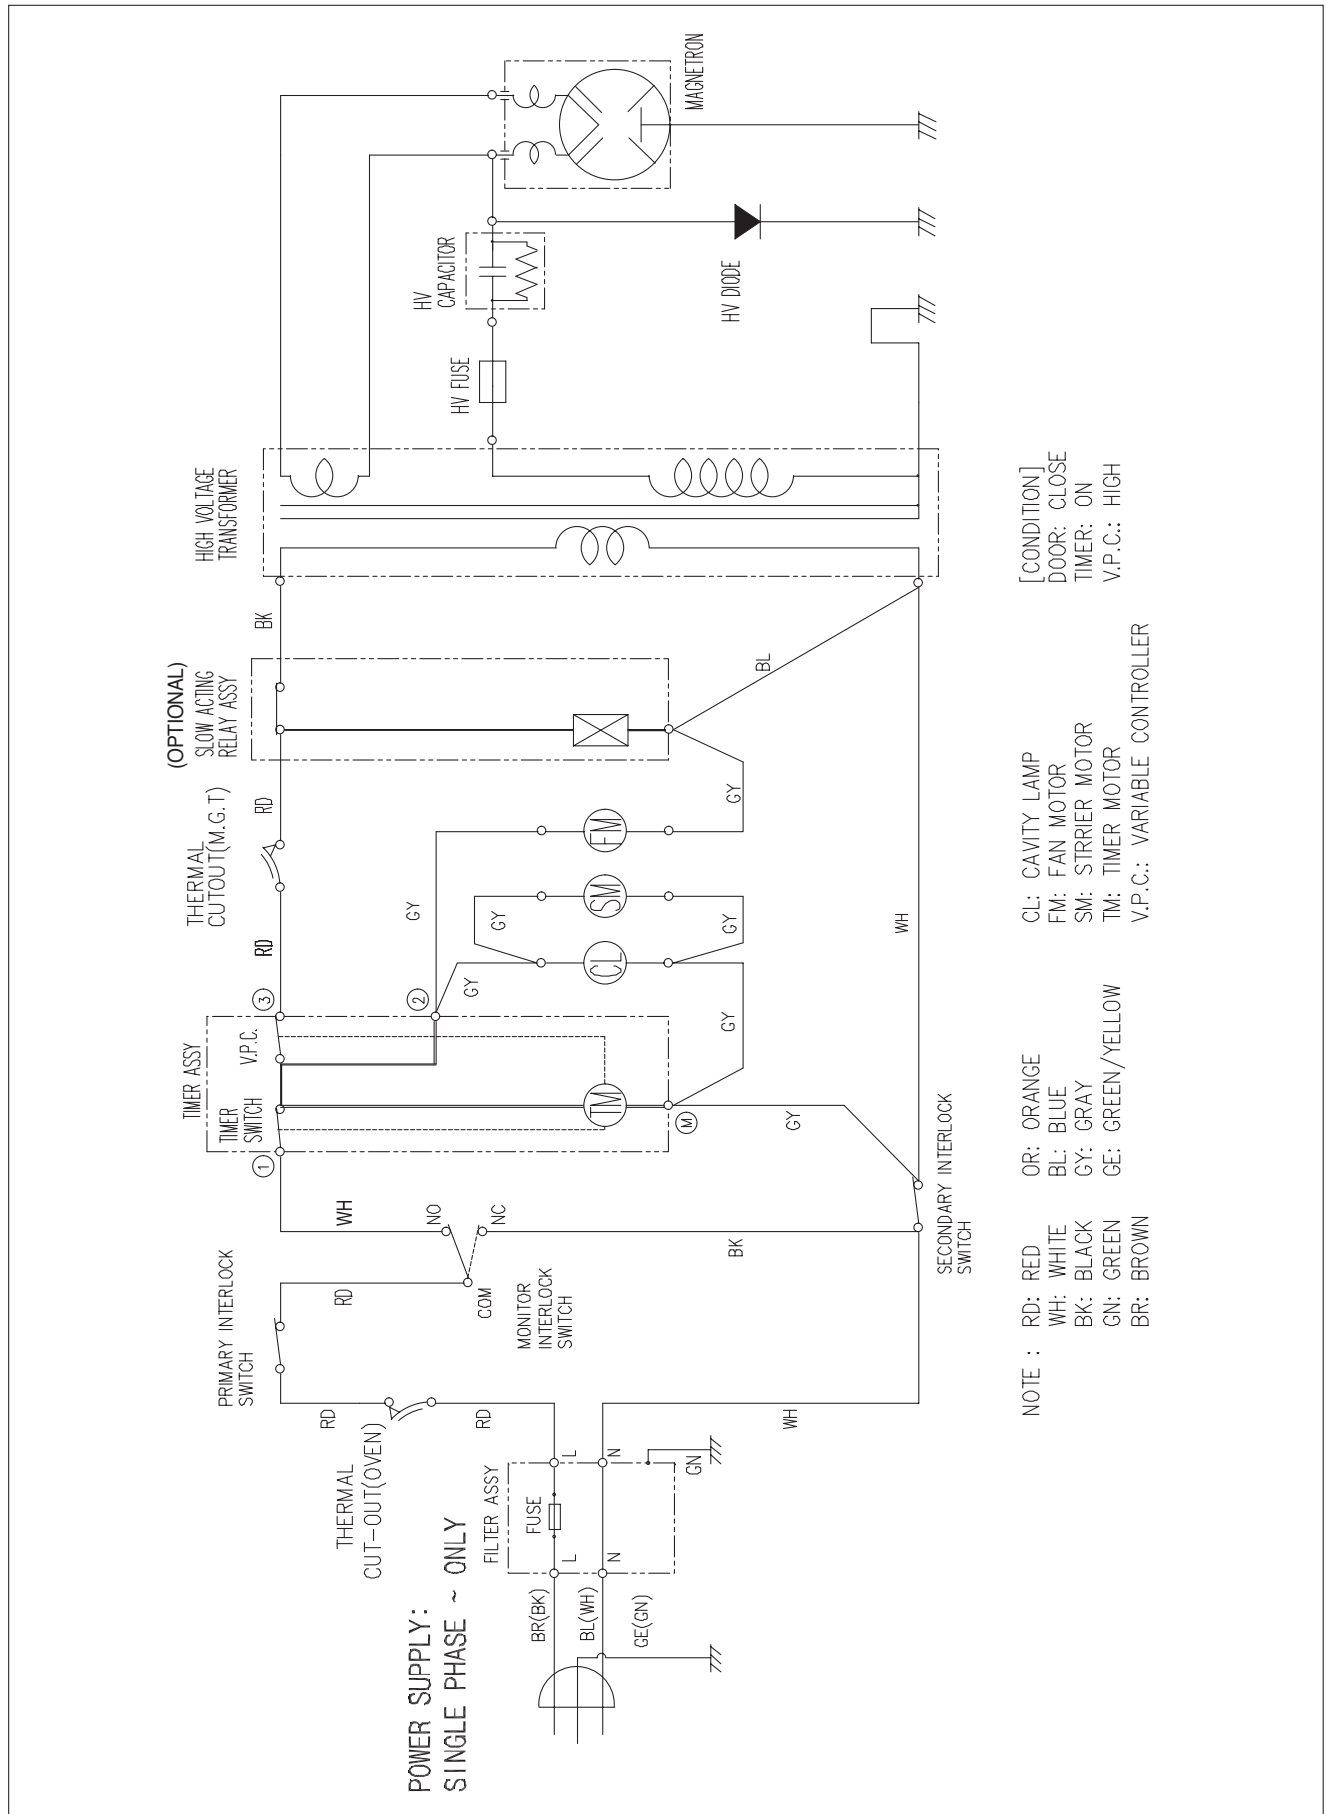 POWER SUPPLY:
SINGLE PHASE ~ ONLY
BR(BK)
BL(WH)
GE(GN)
FILTER ASSY
FUSE
L
N
L
N
GN
THERMAL
CUT-OUT(OVEN)
RD
RD
WH
PRIMARY INTERLOCK
SWITCH
RD
COM
NO
NC
MONITOR
INTERLOCK
SWITCH
WH
BK
SECONDARY INTERLOCK
SWITCH
TIMER ASSY
TIMER
SWITCH
V.P.C.
1
3
2
M
TM
GY
GY
GY
GY
GY
GY
GY
CL
SM
FM
WH
RD
THERMAL
CUTOUT(M.G.T)
RD
(OPTIONAL)
SLOW ACTING
RELAY ASSY
BL
BK
HIGH VOLTAGE
TRANSFORMER
HV FUSE
HV
CAPACITOR
HV DIODE
MAGNETRON
NOTE : RD: RED OR: ORANGE
WH: WHITE BL: BLUE
BK: BLACK GY: GRAY
GN: GREEN GE: GREEN/YELLOW
BR: BROWN
CL: CAVITY LAMP
FM: FAN MOTOR
SM: STRRIER MOTOR
TM: TIMER MOTOR
V.P.C.: VARIABLE CONTROLLER
[CONDITION]
DOOR: CLOSE
TIMER: ON
V.P.C.: HIGH